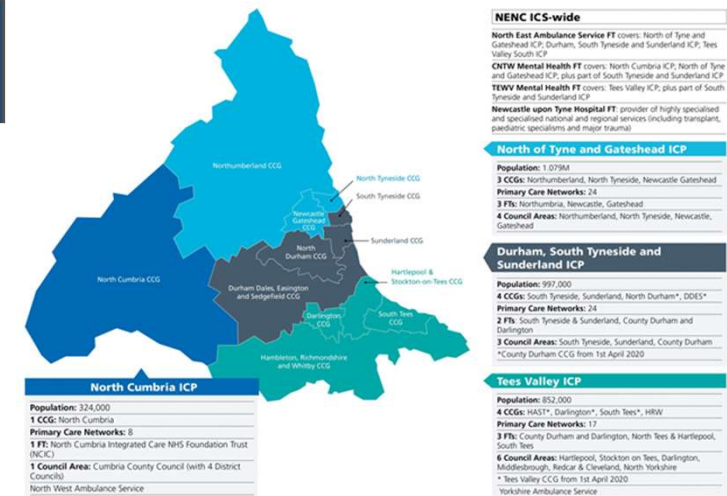 NENC ICS-wide
North East Ambulance Service FT covers: North of Tyne and
Gateshead ICP; Durham, South Tyneside and Sunderland ICP; Tees
Valley South ICP
CNTW Mental Health FT covers: North Cumbria ICP; North of Tyne
and Gateshead ICP; plus part of South Tyneside and Sunderland ICP
TEWV Mental Health FT covers: Tees Valley ICP; plus part of South
Tyneside and Sunderland ICP
Newcastle upon Tyne Hospital FT: provider of highly specialised
and specialised national and regional services (including transplant,
paediatric specialisms and major trauma)
North of Tyne and Gateshead ICP
Population: 1.079M
3 CCGs: Northumberland, North Tyneside, Newcastle Gateshead
Primary Care Networks: 24
3 FTs: Northumbria, Newcastle, Gateshead
4 Council Areas: Northumberland, North Tyneside, Newcastle,
Gateshead
Durham, South Tyneside and
Sunderland ICP
Population: 997,000
4 CCGs: South Tyneside, Sunderland, North Durham*, DDES*
Primary Care Networks: 24
2 FTs: South Tyneside & Sunderland, County Durham and
Darlington
3 Council Areas: South Tyneside, Sunderland, County Durham
*County Durham CCG from 1st April 2020
Tees Valley ICP
Population: 852,000
4 CCGs: HAST*, Darlington*, South Tees*, HRW
Primary Care Networks: 17
3 FTs: County Durham and Darlington, North Tees & Hartlepool,
South Tees
6 Council Areas: Hartlepool, Stockton on Tees, Darlington,
Middlesbrough, Redcar & Cleveland, North Yorkshire
* Tees Valley CCG from 1st April 2020
Yorkshire Ambulance Service
Northumberland CCG
North Tyneside CCG
South Tyneside CCG
Newcastle
Gateshead
CCG
Sunderland CCG
North
Durham CCG
Hartlepool &
Stockton-on-Tees CCG
North Cumbria CCG
Durham Dales, Easington
and Sedgefield CCG
Darlington
CCG
South Tees
CCG
Hambleton, Richmondshire
and Whitby CCG
North Cumbria ICP
Population: 324,000
1 CCG: North Cumbria
Primary Care Networks: 8
1 FT: North Cumbria Integrated Care NHS Foundation Trust
(NCIC)
1 Council Area: Cumbria County Council (with 4 District
Councils)
North West Ambulance Service